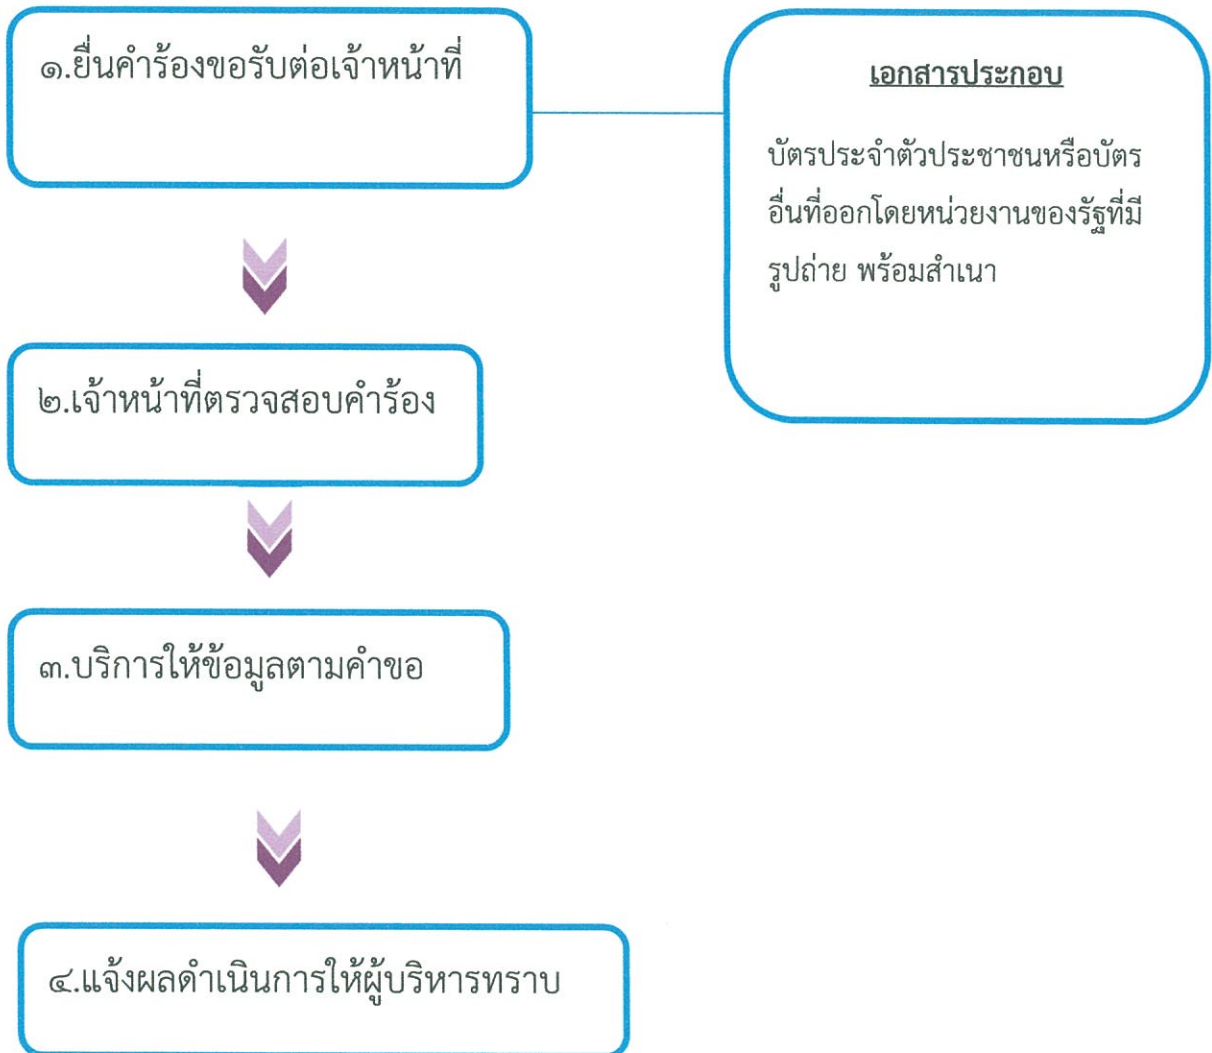 ๑.ยื่นคำร้องขอรับต่อเจ้าหน้าที่
เอกสารประกอบ
บัตรประจำตัวประชาชนหรือบัตร
อื่นที่ออกโดยหน่วยงานของรัฐที่มี
รูปถ่าย พร้อมสำเนา
๒.เจ้าหน้าที่ตรวจสอบคำร้อง
๓.บริการให้ข้อมูลตามคำขอ
๔.แจ้งผลดำเนินการให้ผู้บริหารทราบ